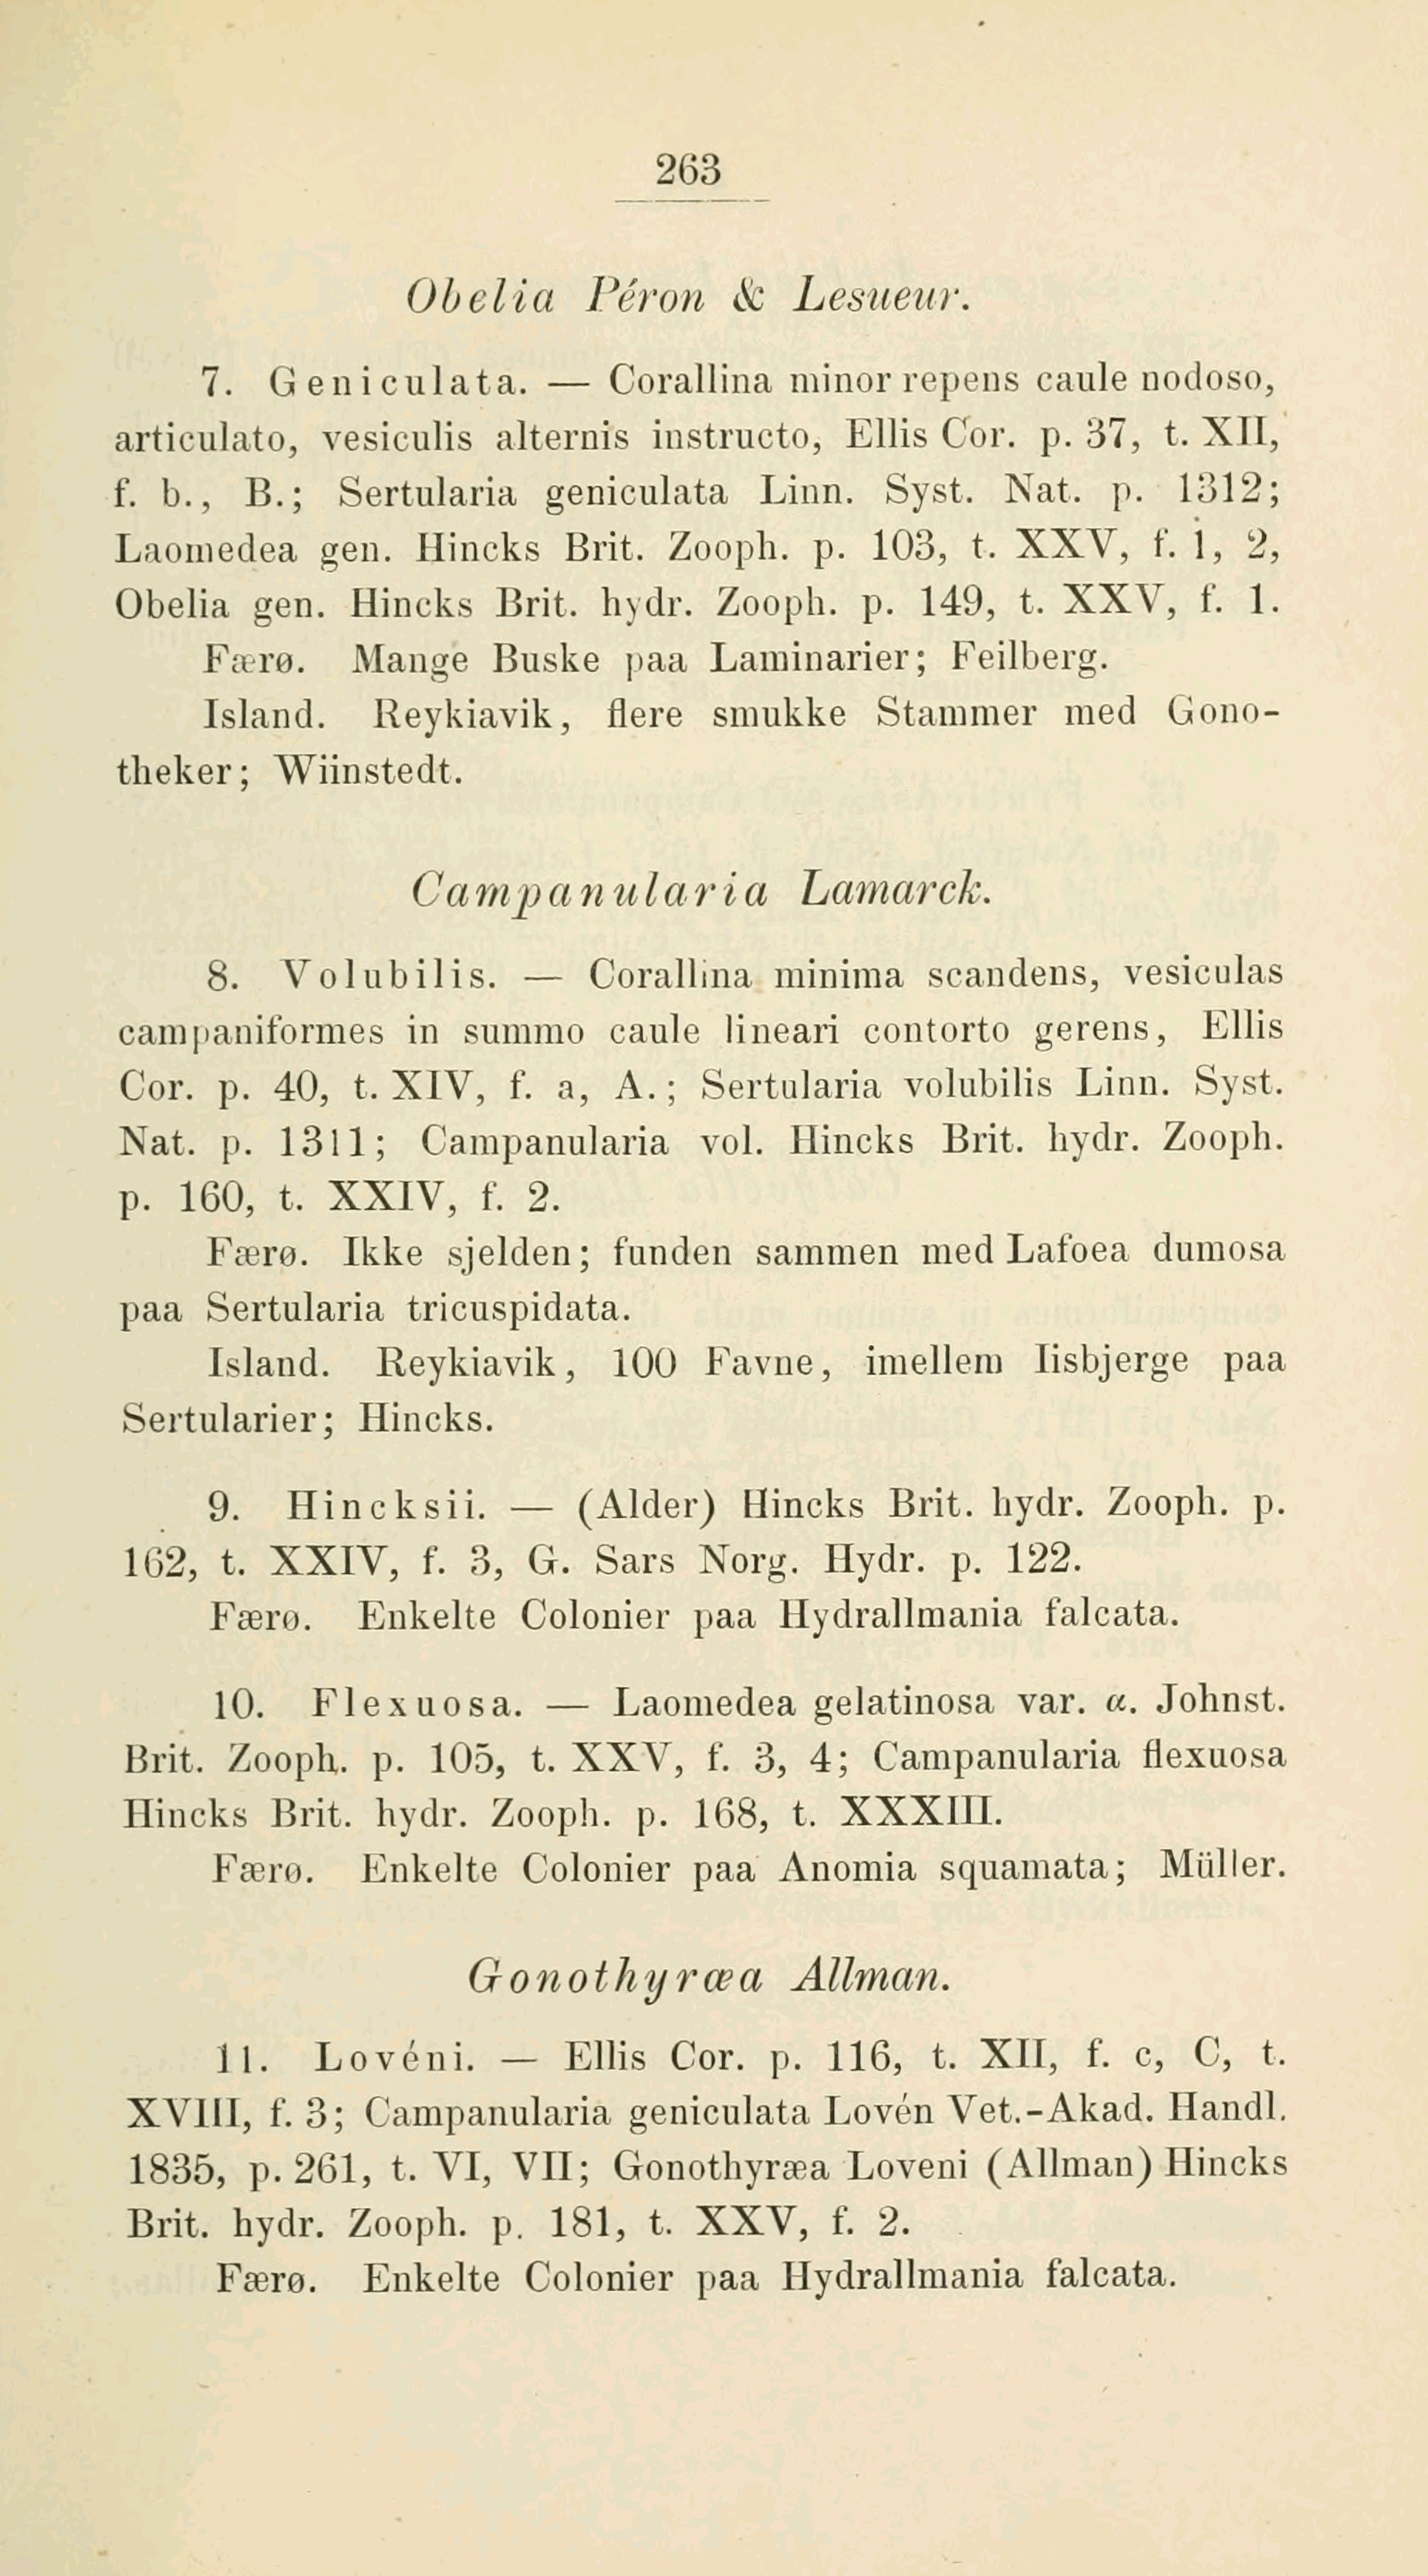 263
Obelia Péron & Lesueur.
7. Geniculata. — Corallina minor repens caule nodoso,
articulato, vesiculis alternis instructo, Ellis Cor. p. 37, t. XII,
f. b., B.; Sertularia geniculata Linn. Syst. Nat. p. 1312;
Laomedea gen. Hincks Brit. Zooph. p. 103, t. XXV, f. 1, 2,
Obelia gen. Hincks Brit. hydr. Zooph. p. 149, t. XXV, f. 1.
Færø. Mange Buske paa Laminarier; Feilberg.
Island. Reykiavik, flere smukke Stammer med Gono-
theker; Wiinstedt.
Campanularia Lamarck.
8. Volubilis. — Corallina minima scandens, vesiculas
campaniformes in summo caule lineari contorto gerens, Ellis
Cor. p. 40, t. XIV, f. a, A.; Sertularia volubilis Linn. Syst.
Nat. p. 1311; Campanularia vol. Hincks Brit. hydr. Zooph.
p. 160, t. XXIV, f. 2.
Færø. Ikke sjelden; funden sammen med Lafoea dumosa
paa Sertularia tricuspidata.
Island. Reykiavik, 100 Favne, imellem Iisbjerge paa
Sertularier; Hincks.
9. Hincksii. — (Alder) Hincks Brit. hydr. Zooph. p.
162, t. XXIV, f. 3, G. Sars Norg. Hydr. p. 122.
Færø. Enkelte Colonier paa Hydrallmania falcata.
10. Flexuosa. — Laomedea gelatinosa var. α. Johnst.
Brit. Zooph. p. 105, t. XXV, f. 3, 4; Campanularia flexuosa
Hincks Brit. hydr. Zooph. p. 168, t. XXXIII.
Færø. Enkelte Colonier paa Anomia squamata; Müller.
Gonothyræa Allman.
11. Lovéni. — Ellis Cor. p. 116, t. XII, f. c, C, t.
XVIII, f. 3; Campanularia geniculata Lovén Vet.-Akad. Handl.
1835, p. 261, t. VI, VII; Gonothyræa Loveni (Allman) Hincks
Brit. hydr. Zooph. p. 181, t. XXV, f. 2.
Færø. Enkelte Colonier paa Hydrallmania falcata.